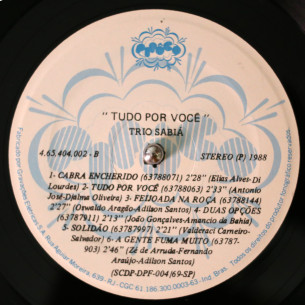 " TUDO POR VOCÊ "
TRIO SABIÁ
4.65.404.002 - B
STEREO (P) 1988
1- CABRA ENCHERIDO (63788071) 2'28" (Elias Alves-Di
Lourdes) 2- TUDO POR VOCÊ (63788063) 2'33" (Antonio
José-Djalma Oliveira) 3- FEIJOADA NA ROÇA (63788144)
2'27" (Oswaldo Aragão-Adilson Santos) 4- DUAS OPÇÕES
(63787911) 2'13" (João Gonçalves-Amancio da Bahia)
5- SOLIDÃO (63787997) 2'21" (Valderaci Carneiro-
Salvador) 6- A GENTE FUMA MUITO (63787-
903) 2'46" (Zé de Arruda-Fernando
Araújo-Adilson Santos)
(SCDP-DPF-004/69-SP)